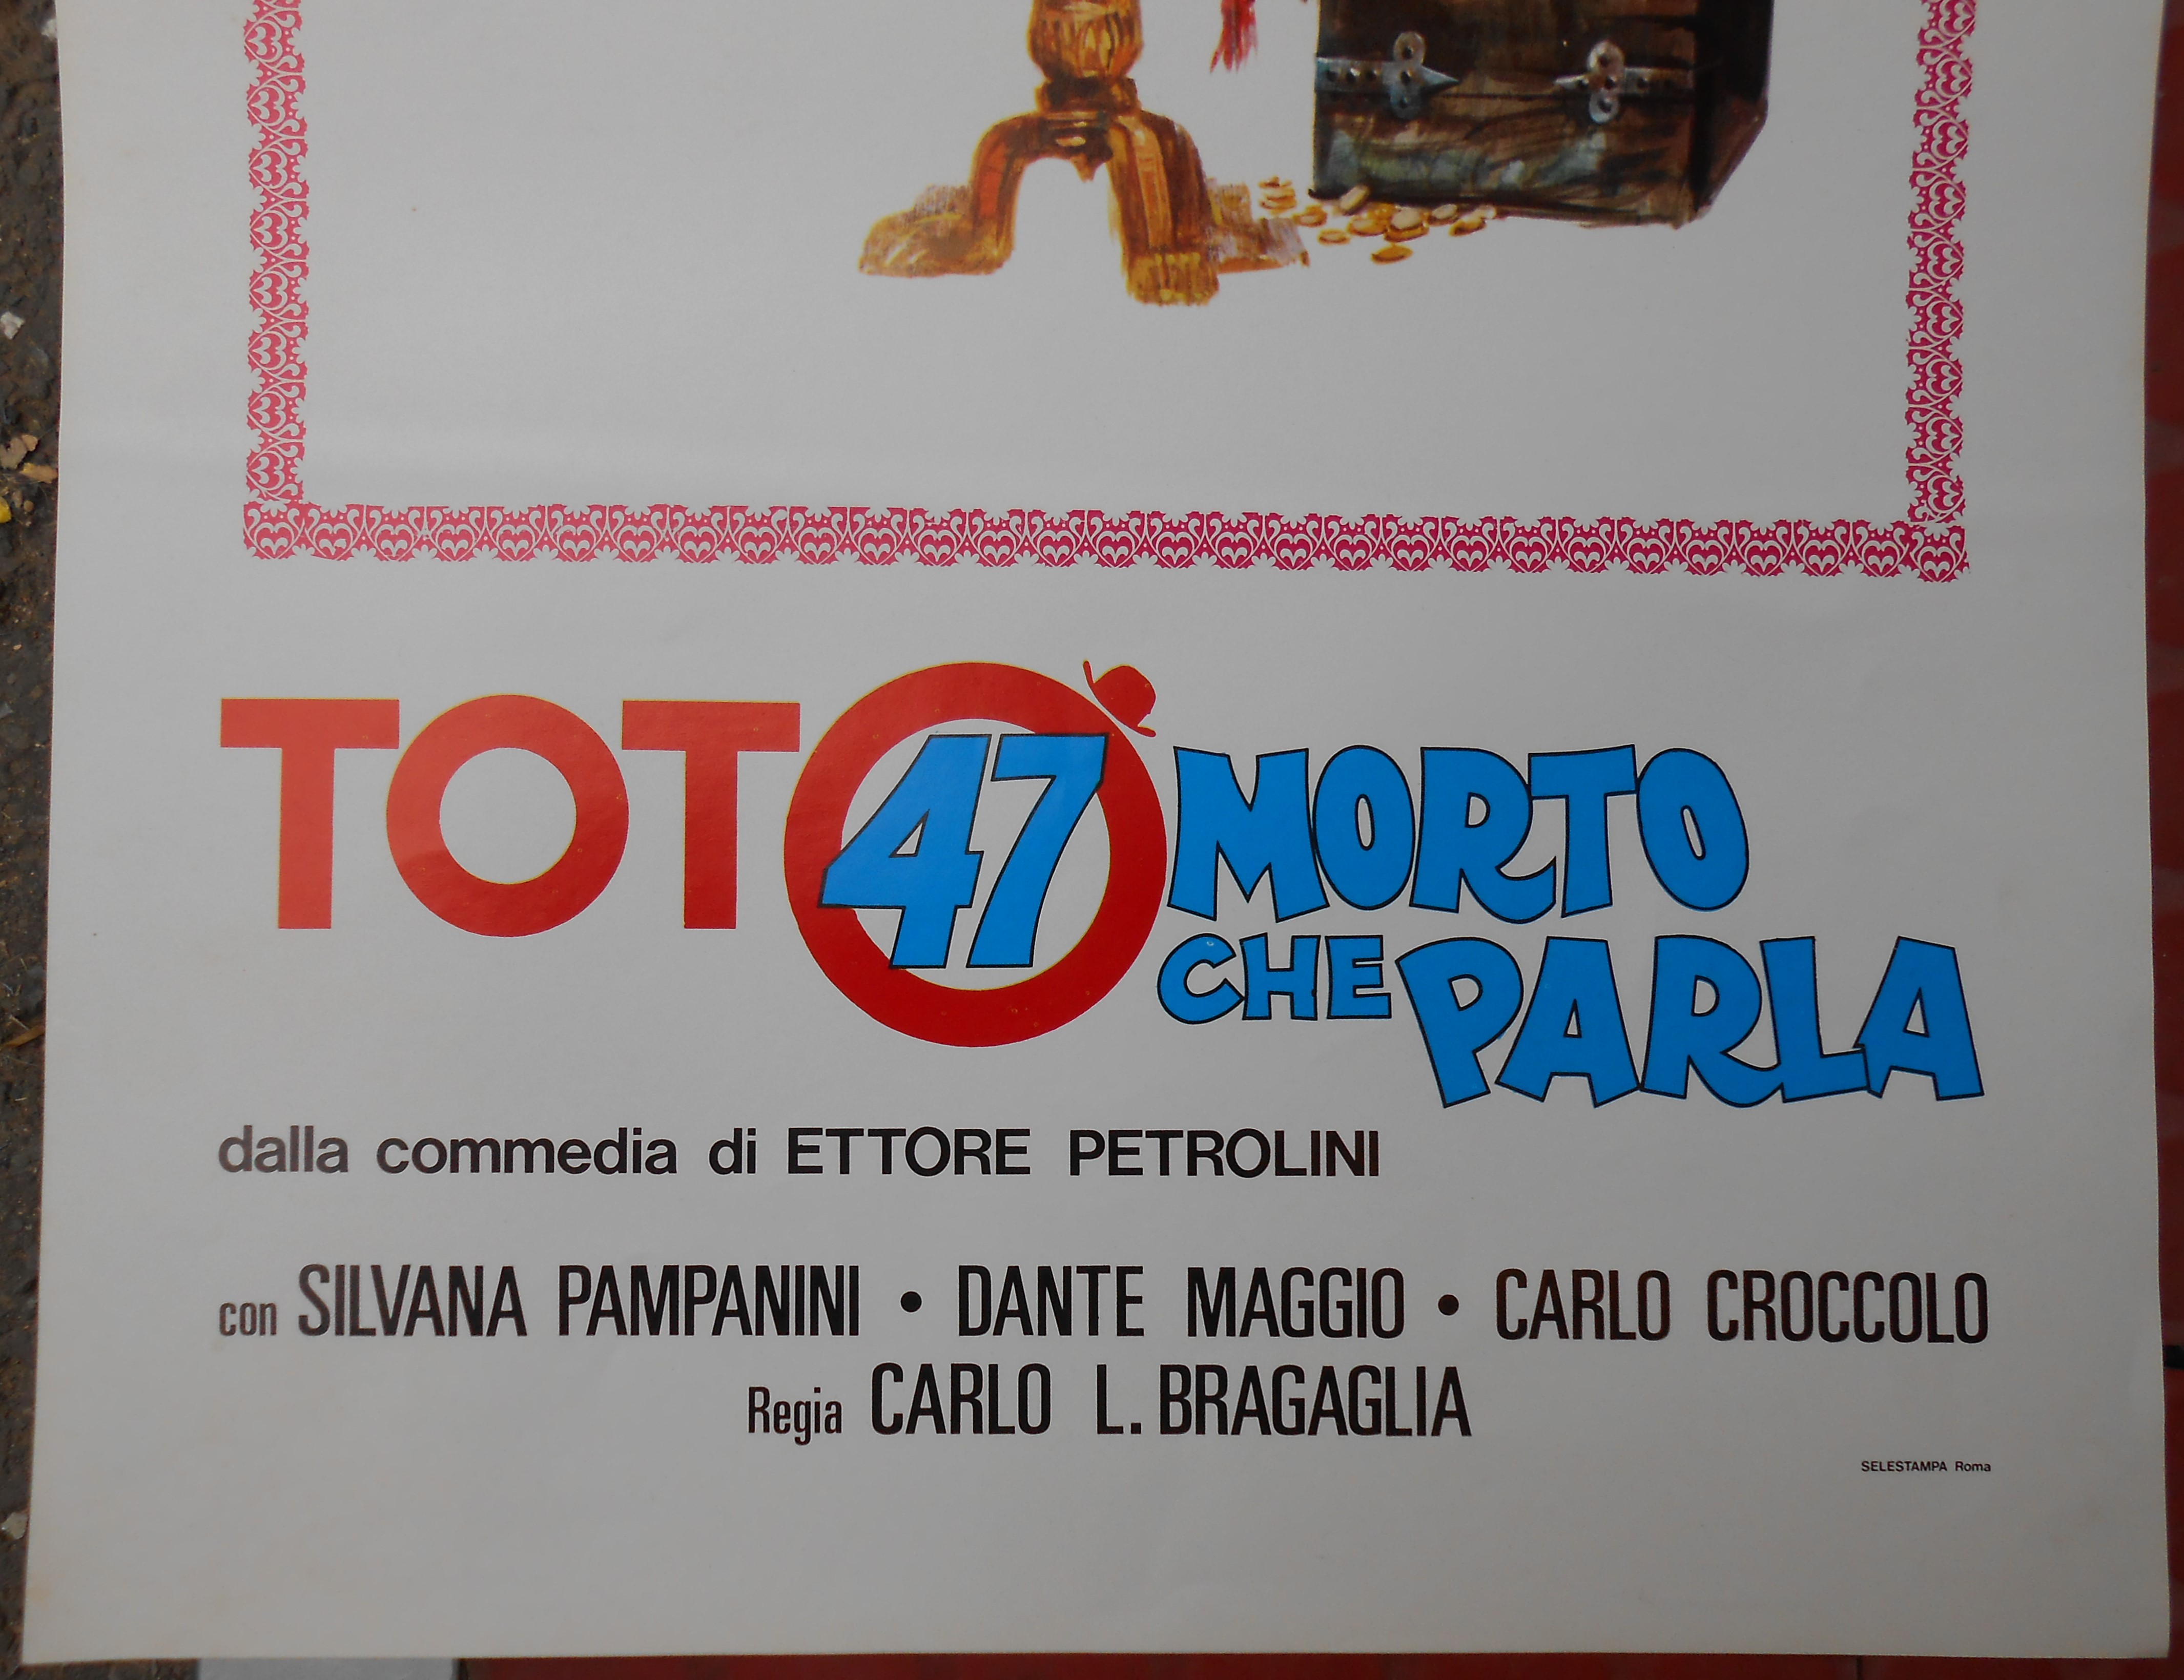 TOTÒ 47 MORTO
CHE PARLA
dalla commedia di ETTORE PETROLINI
con SILVANA PAMPANINI • DANTE MAGGIO • CARLO CROCCOLO
Regia CARLO L. BRAGAGLIA
SELESTAMPA Roma